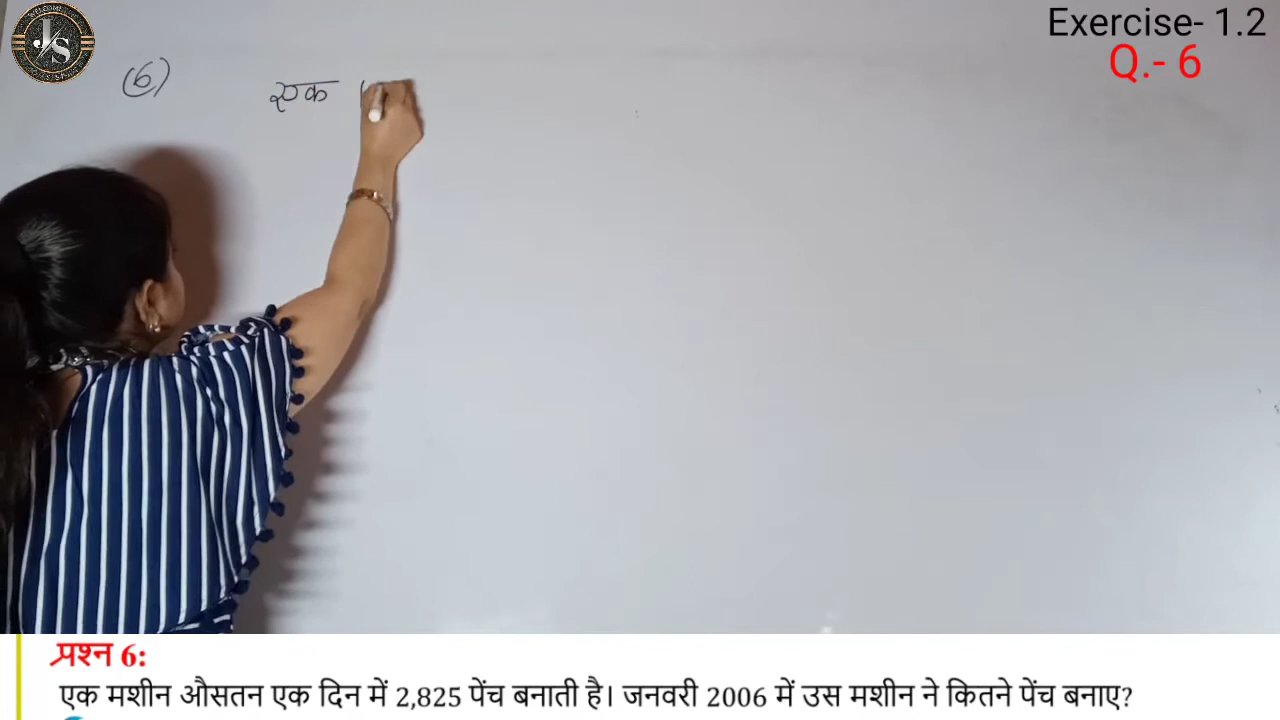 WELCOME
J/S
Exercise- 1.2
Q.- 6
(6) एक
प्रश्न 6:
एक मशीन औसतन एक दिन में 2,825 पेंच बनाती है। जनवरी 2006 में उस मशीन ने कितने पेंच बनाए?